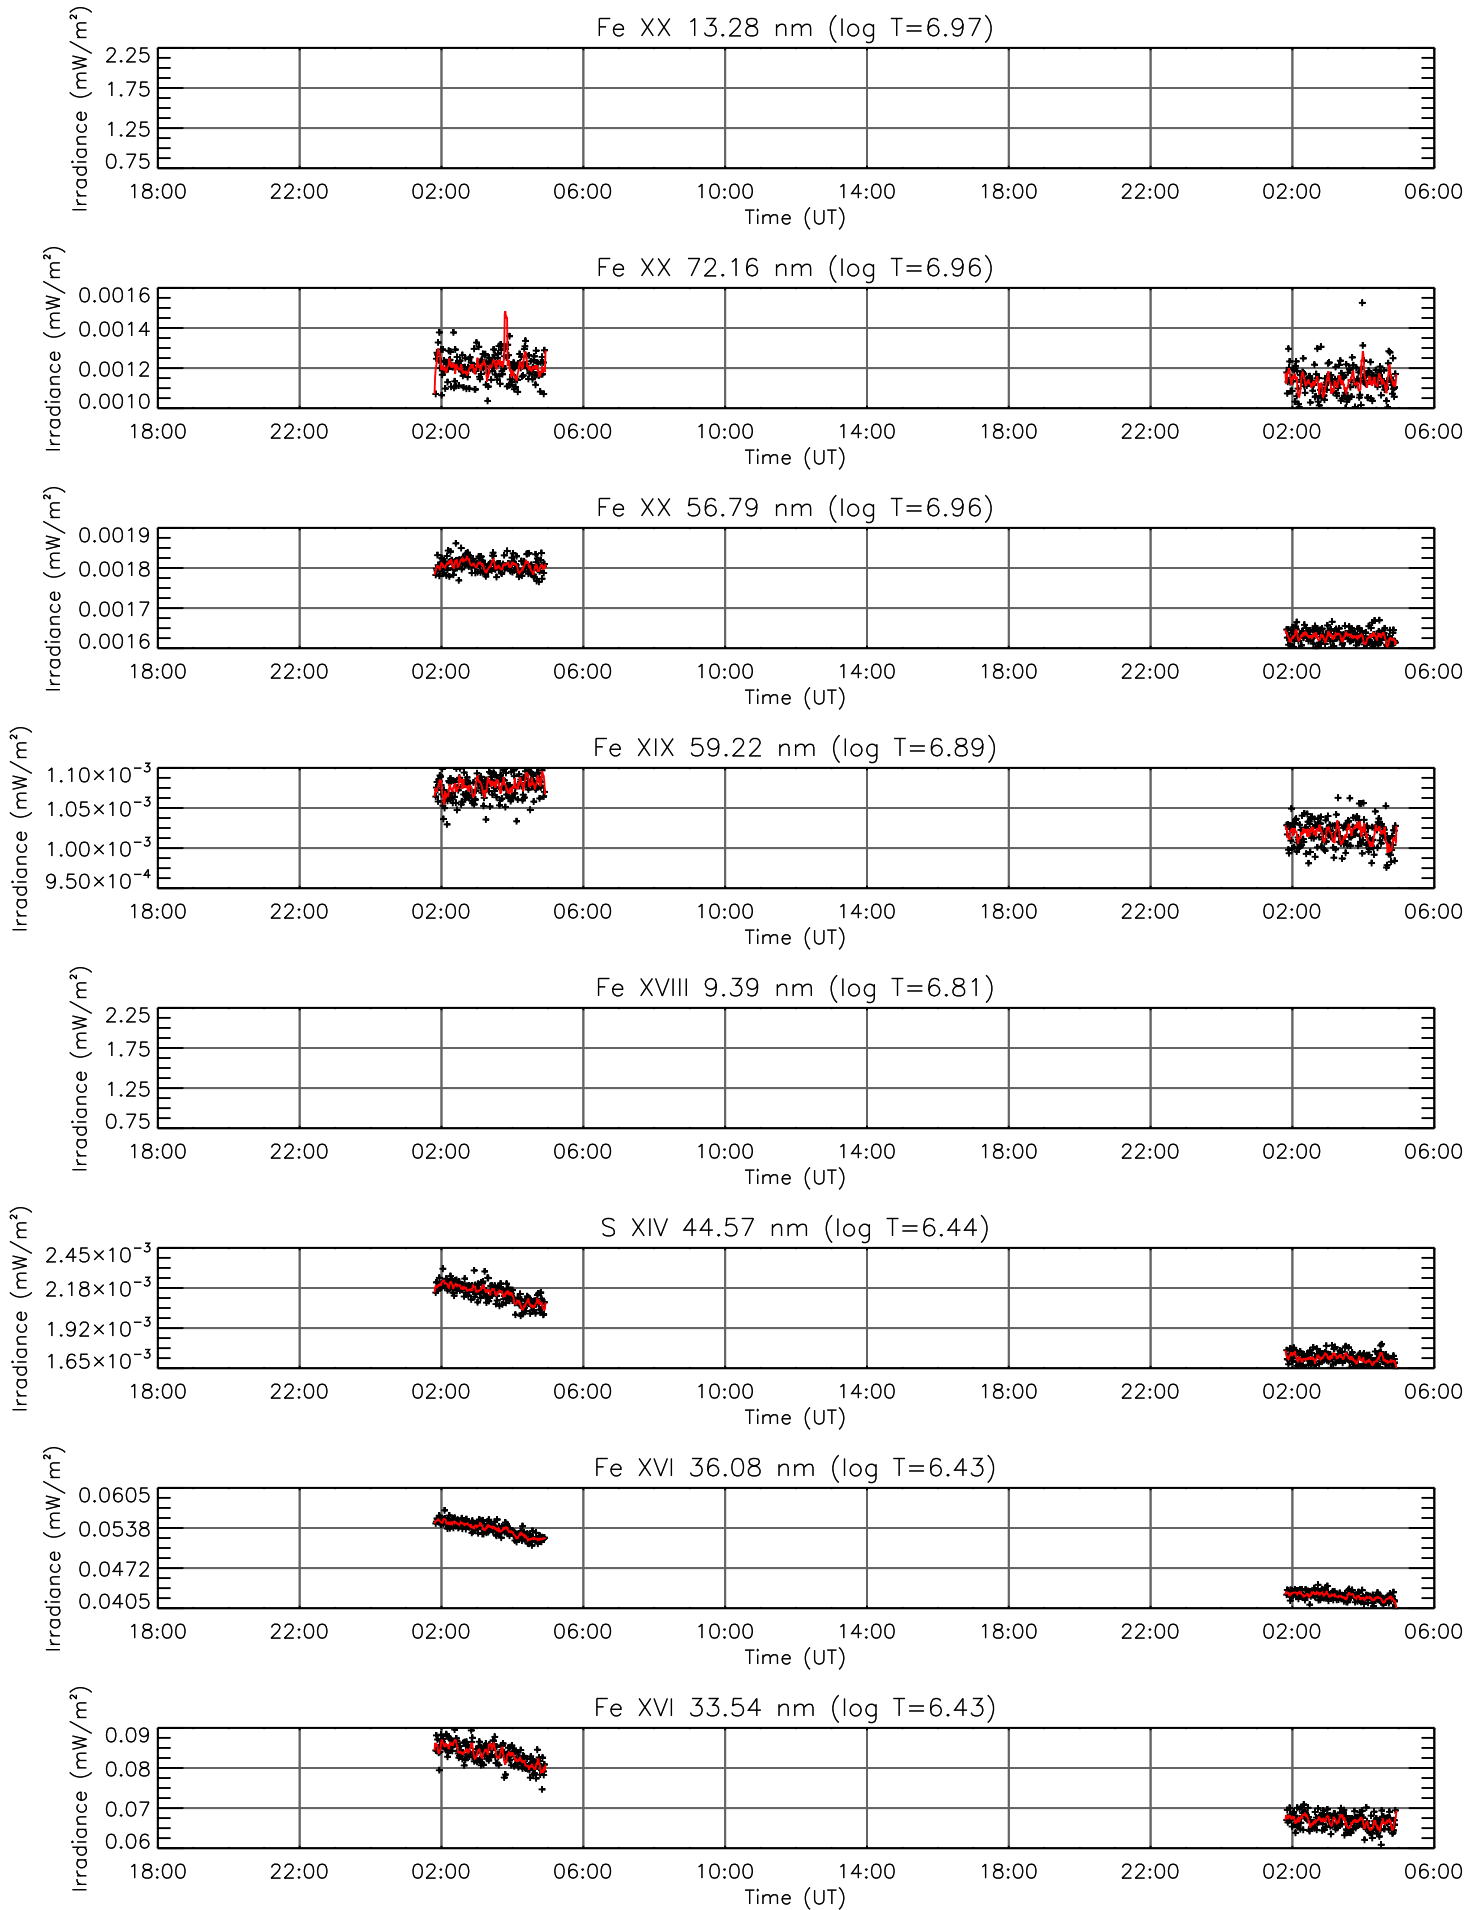 Fe XX 13.28 nm (log T=6.97)
Irradiance (mW/m²)
2.25
1.75
1.25
0.75
18:00 22:00 02:00 06:00 10:00 14:00 18:00 22:00 02:00 06:00
Time (UT)
Fe XX 72.16 nm (log T=6.96)
Irradiance (mW/m²)
0.0016
0.0014
0.0012
0.0010
18:00 22:00 02:00 06:00 10:00 14:00 18:00 22:00 02:00 06:00
Time (UT)
Fe XX 56.79 nm (log T=6.96)
Irradiance (mW/m²)
0.0019
0.0018
0.0017
0.0016
18:00 22:00 02:00 06:00 10:00 14:00 18:00 22:00 02:00 06:00
Time (UT)
Fe XIX 59.22 nm (log T=6.89)
Irradiance (mW/m²)
1.10×10⁻³
1.05×10⁻³
1.00×10⁻³
9.50×10⁻⁴
18:00 22:00 02:00 06:00 10:00 14:00 18:00 22:00 02:00 06:00
Time (UT)
Fe XVIII 9.39 nm (log T=6.81)
Irradiance (mW/m²)
2.25
1.75
1.25
0.75
18:00 22:00 02:00 06:00 10:00 14:00 18:00 22:00 02:00 06:00
Time (UT)
S XIV 44.57 nm (log T=6.44)
Irradiance (mW/m²)
2.45×10⁻³
2.18×10⁻³
1.92×10⁻³
1.65×10⁻³
18:00 22:00 02:00 06:00 10:00 14:00 18:00 22:00 02:00 06:00
Time (UT)
Fe XVI 36.08 nm (log T=6.43)
Irradiance (mW/m²)
0.0605
0.0538
0.0472
0.0405
18:00 22:00 02:00 06:00 10:00 14:00 18:00 22:00 02:00 06:00
Time (UT)
Fe XVI 33.54 nm (log T=6.43)
Irradiance (mW/m²)
0.09
0.08
0.07
0.06
18:00 22:00 02:00 06:00 10:00 14:00 18:00 22:00 02:00 06:00
Time (UT)